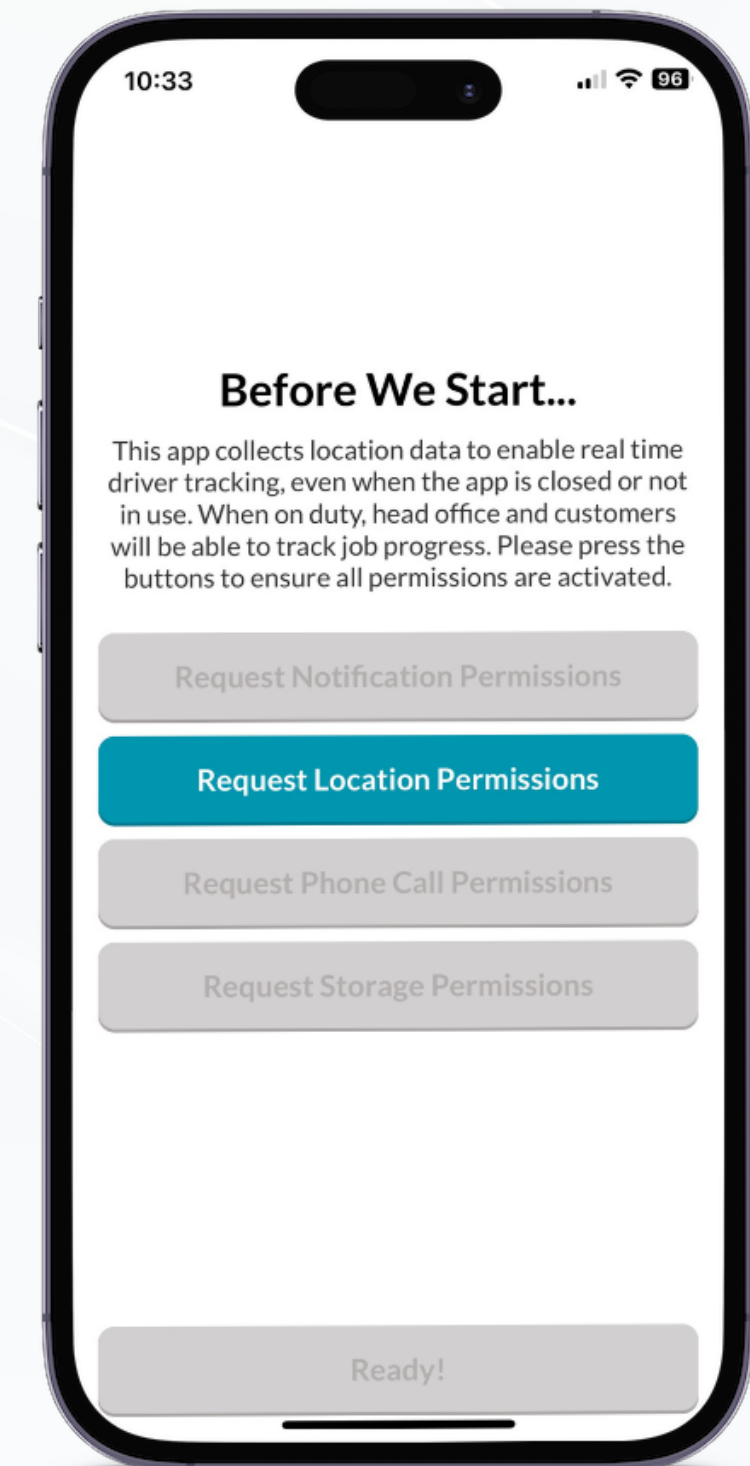 10:33
96
Before We Start...
This app collects location data to enable real time
driver tracking, even when the app is closed or not
in use. When on duty, head office and customers
will be able to track job progress. Please press the
buttons to ensure all permissions are activated.
Request Notification Permissions
Request Location Permissions
Request Phone Call Permissions
Request Storage Permissions
Ready!